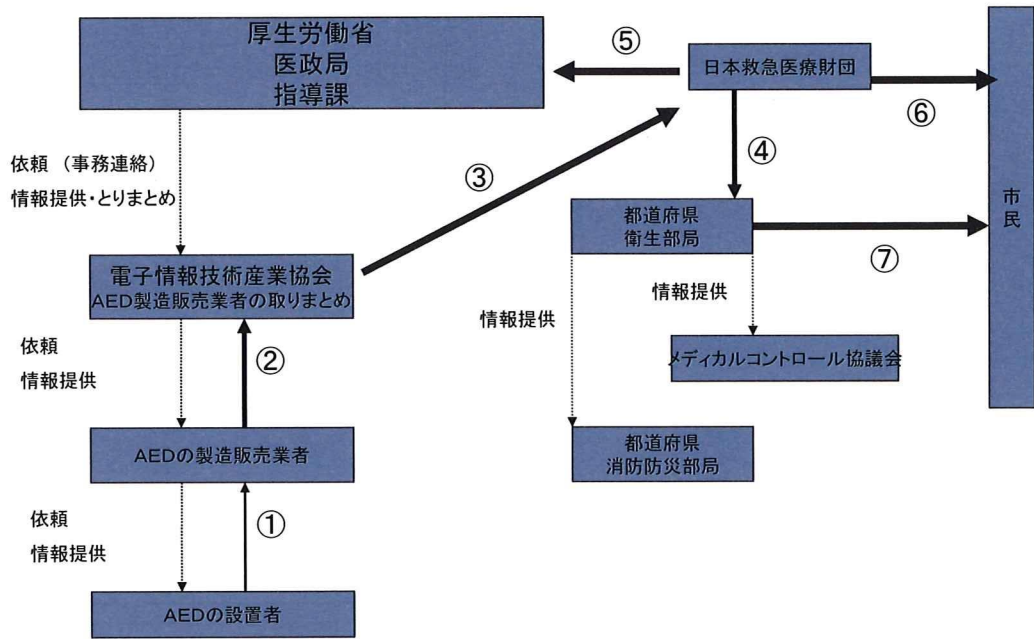 厚生労働省
医政局
指導課
⑤
日本救急医療財団
⑥
市民
依頼　(事務連絡)
情報提供・とりまとめ
③
④
都道府県
衛生部局
⑦
電子情報技術産業協会
AED製造販売業者の取りまとめ
情報提供
情報提供
依頼
情報提供
②
メディカルコントロール協議会
AEDの製造販売業者
都道府県
消防防災部局
依頼
情報提供
①
AEDの設置者